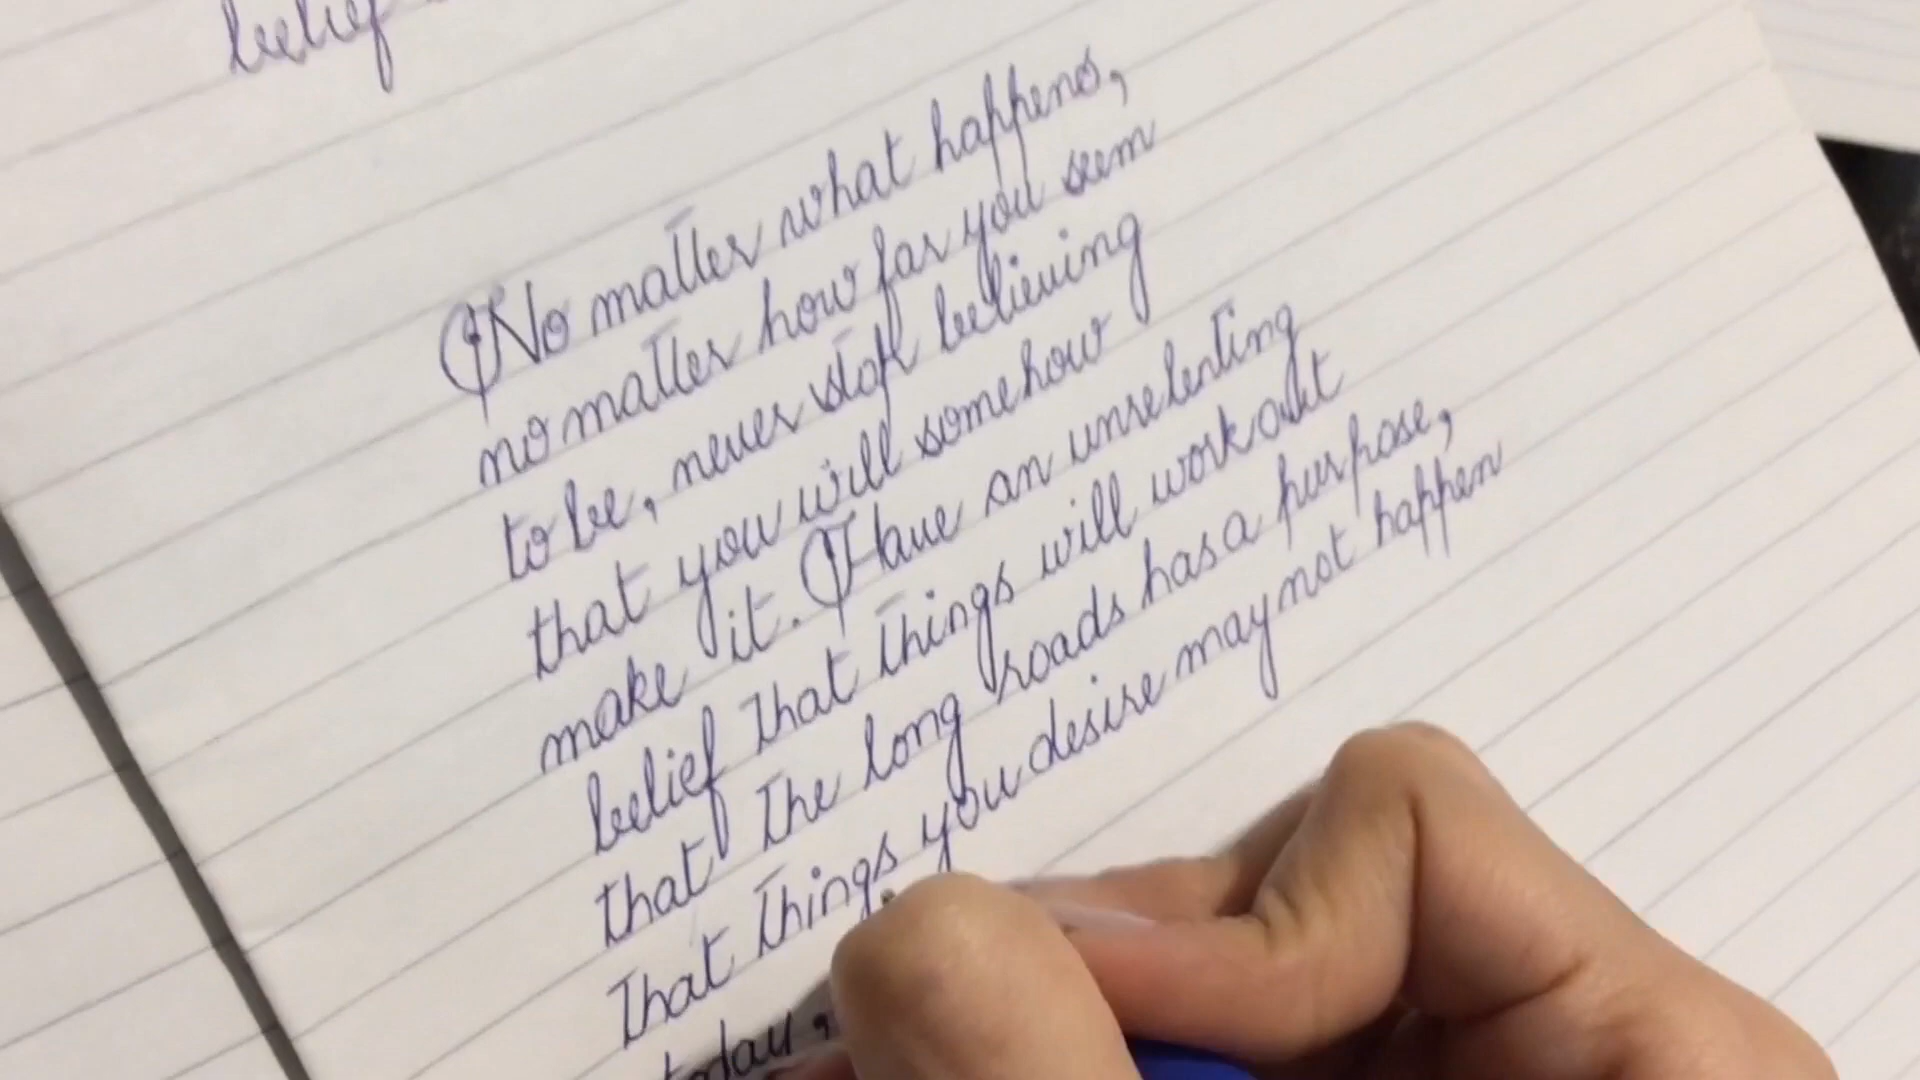 belief
No matter what happens,
no matter how far you seem
to be, never stop believing
that you will somehow
make it. Have an unrelenting
belief that things will work out
that the long roads has a purpose,
that things you desire may not happen
today,